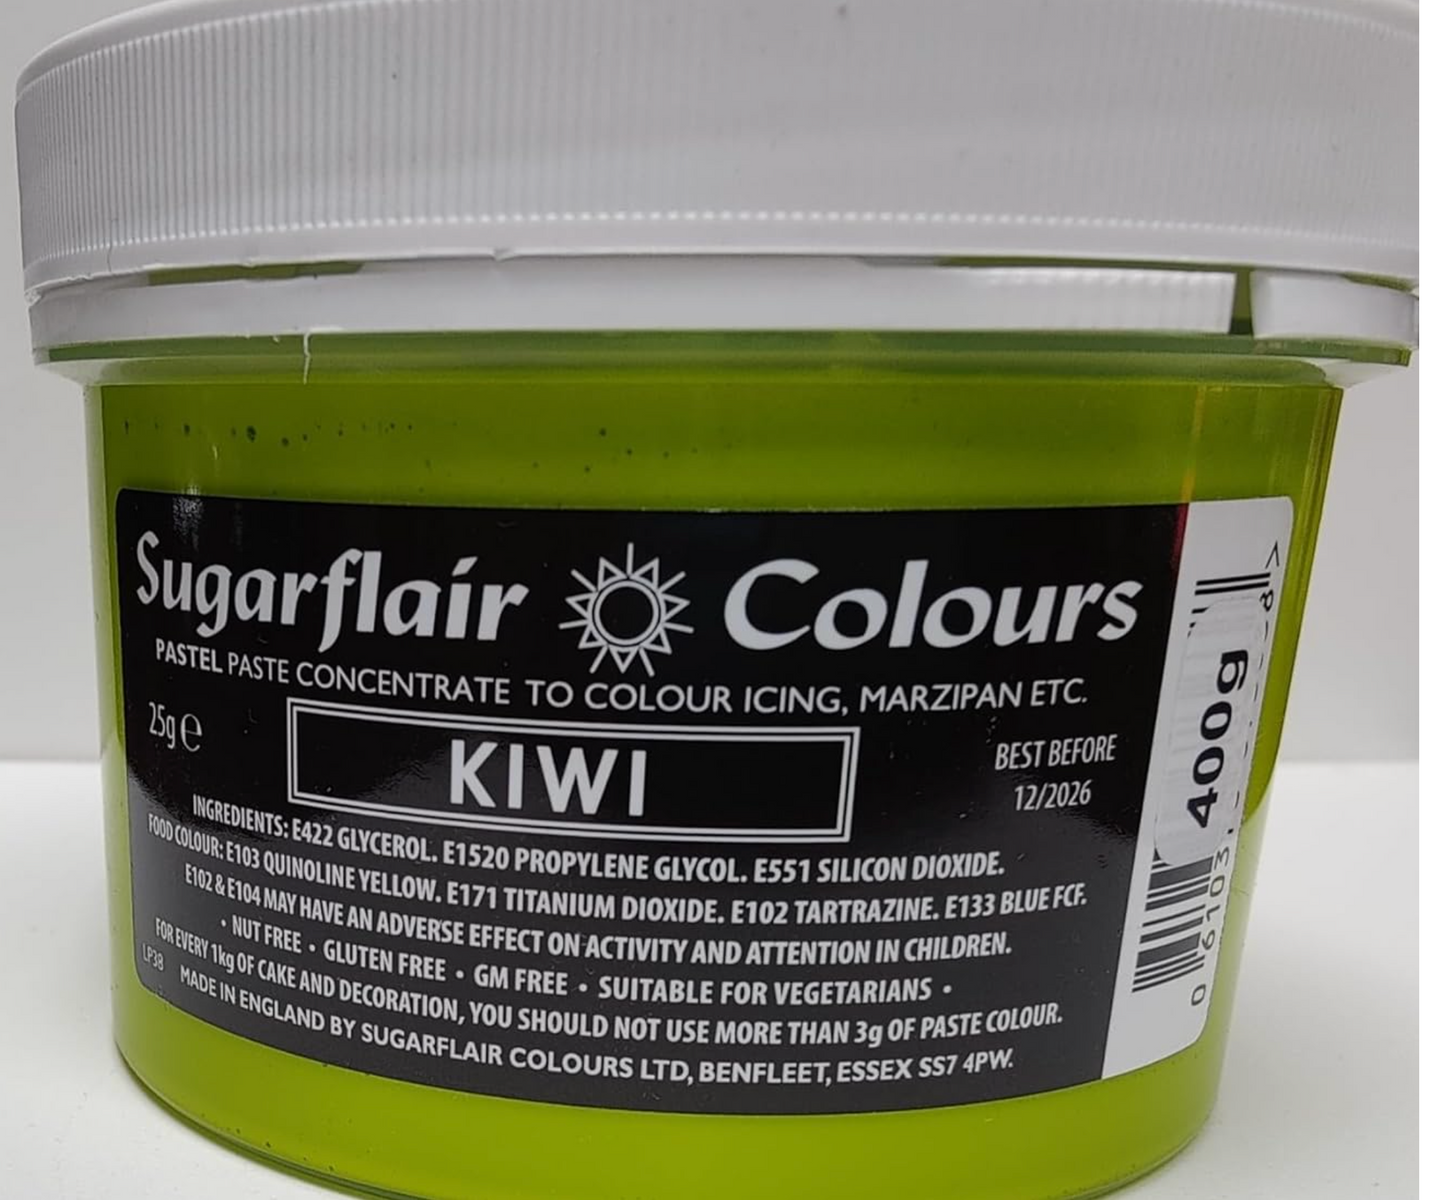 Sugarflair Colours
PASTEL PASTE CONCENTRATE TO COLOUR ICING, MARZIPAN ETC.
25g ℮
KIWI
BEST BEFORE
12/2026
INGREDIENTS: E422 GLYCEROL. E1520 PROPYLENE GLYCOL. E551 SILICON DIOXIDE.
FOOD COLOUR: E103 QUINOLINE YELLOW. E171 TITANIUM DIOXIDE. E102 TARTRAZINE. E133 BLUE FCF.
E102 & E104 MAY HAVE AN ADVERSE EFFECT ON ACTIVITY AND ATTENTION IN CHILDREN.
• NUT FREE • GLUTEN FREE • GM FREE • SUITABLE FOR VEGETARIANS •
FOR EVERY 1kg OF CAKE AND DECORATION, YOU SHOULD NOT USE MORE THAN 3g OF PASTE COLOUR.
LP38
MADE IN ENGLAND BY SUGARFLAIR COLOURS LTD, BENFLEET, ESSEX SS7 4PW.
400g